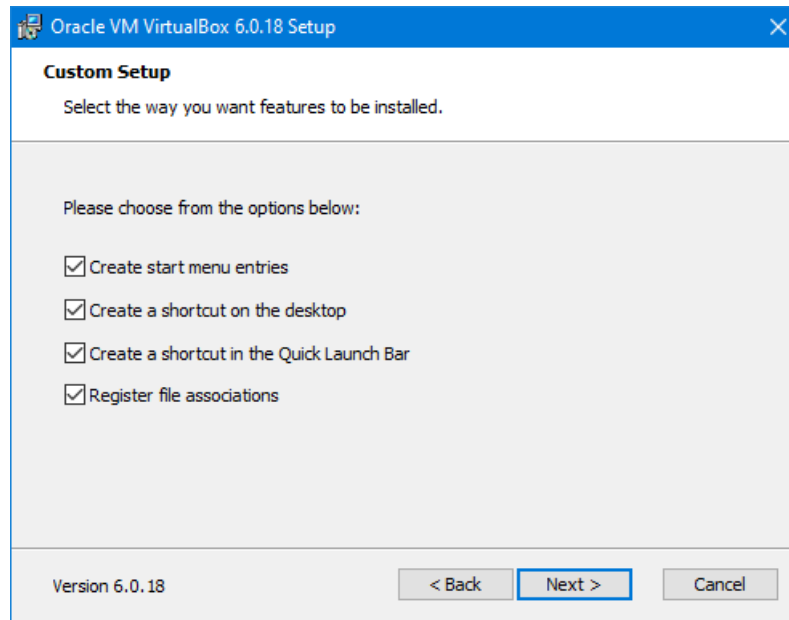 Oracle VM VirtualBox 6.0.18 Setup
Custom Setup
Select the way you want features to be installed.
Please choose from the options below:
Create start menu entries
Create a shortcut on the desktop
Create a shortcut in the Quick Launch Bar
Register file associations
Version 6.0.18
< Back
Next >
Cancel